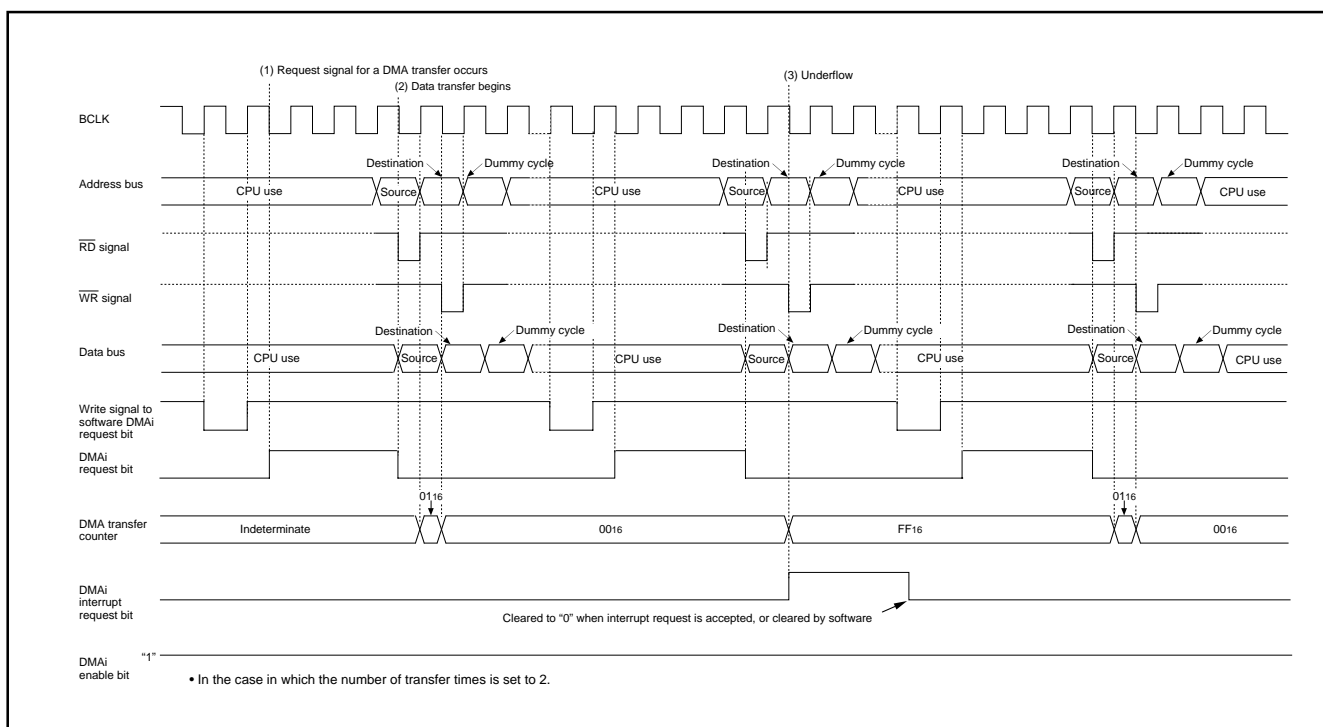 (1) Request signal for a DMA transfer occurs
(2) Data transfer begins
(3) Underflow
BCLK
Destination
Dummy cycle
Destination
Dummy cycle
Destination
Dummy cycle
Address bus
CPU use
Source
CPU use
Source
CPU use
Source
CPU use
RD signal
WR signal
Destination
Dummy cycle
Destination
Dummy cycle
Destination
Dummy cycle
Data bus
CPU use
Source
CPU use
Source
CPU use
Source
CPU use
Write signal to
software DMAi
request bit
DMAi
request bit
0116
0116
DMA transfer
counter
Indeterminate
0016
FF16
0016
DMAi
interrupt
request bit
Cleared to “0” when interrupt request is accepted, or cleared by software
“1”
DMAi
enable bit
• In the case in which the number of transfer times is set to 2.